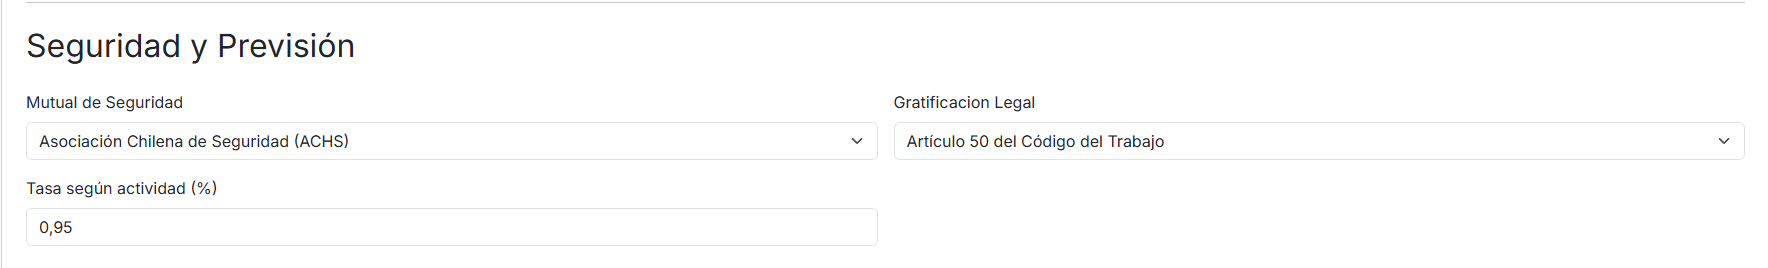 Seguridad y Previsión
Mutual de Seguridad
Asociación Chilena de Seguridad (ACHS)
Gratificacion Legal
Artículo 50 del Código del Trabajo
Tasa según actividad (%)
0,95